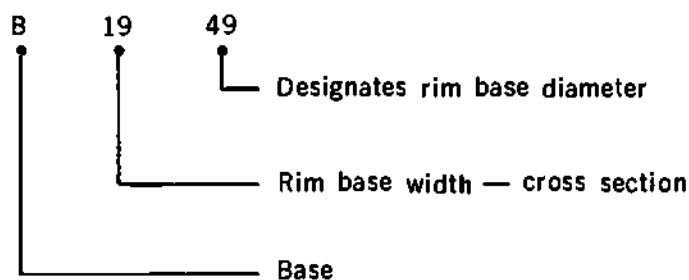 B 19 49
Designates rim base diameter
Rim base width — cross section
Base